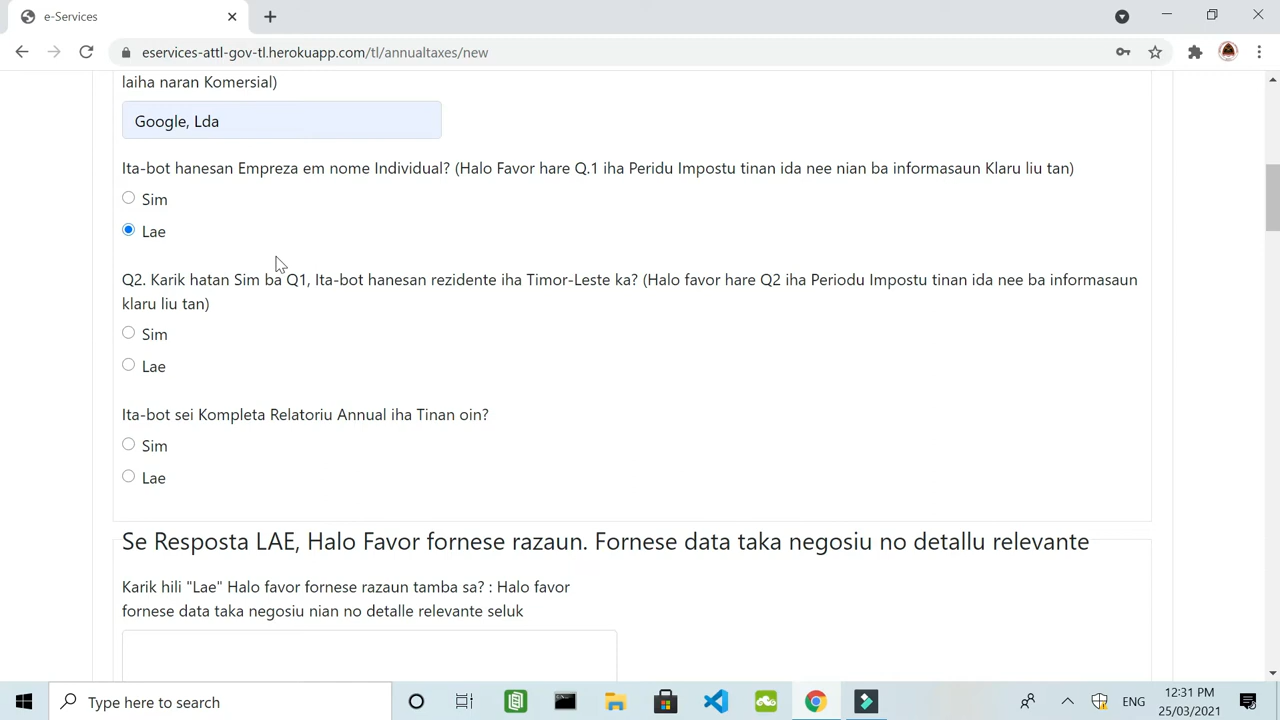 e-Services
eservices-attl-gov-tl.herokuapp.com/tl/annualtaxes/new
laiha naran Komersial)
Google, Lda
Ita-bot hanesan Empreza em nome Individual? (Halo Favor hare Q.1 iha Peridu Impostu tinan ida nee nian ba informasaun Klaru liu tan)
Sim
Lae
Q2. Karik hatan Sim ba Q1, Ita-bot hanesan rezidente iha Timor-Leste ka? (Halo favor hare Q2 iha Periodu Impostu tinan ida nee ba informasaun
klaru liu tan)
Sim
Lae
Ita-bot sei Kompleta Relatoriu Annual iha Tinan oin?
Sim
Lae
Se Resposta LAE, Halo Favor fornese razaun. Fornese data taka negosiu no detallu relevante
Karik hili "Lae" Halo favor fornese razaun tamba sa? : Halo favor
fornese data taka negosiu nian no detalle relevante seluk
Type here to search
ENG
12:31 PM
25/03/2021